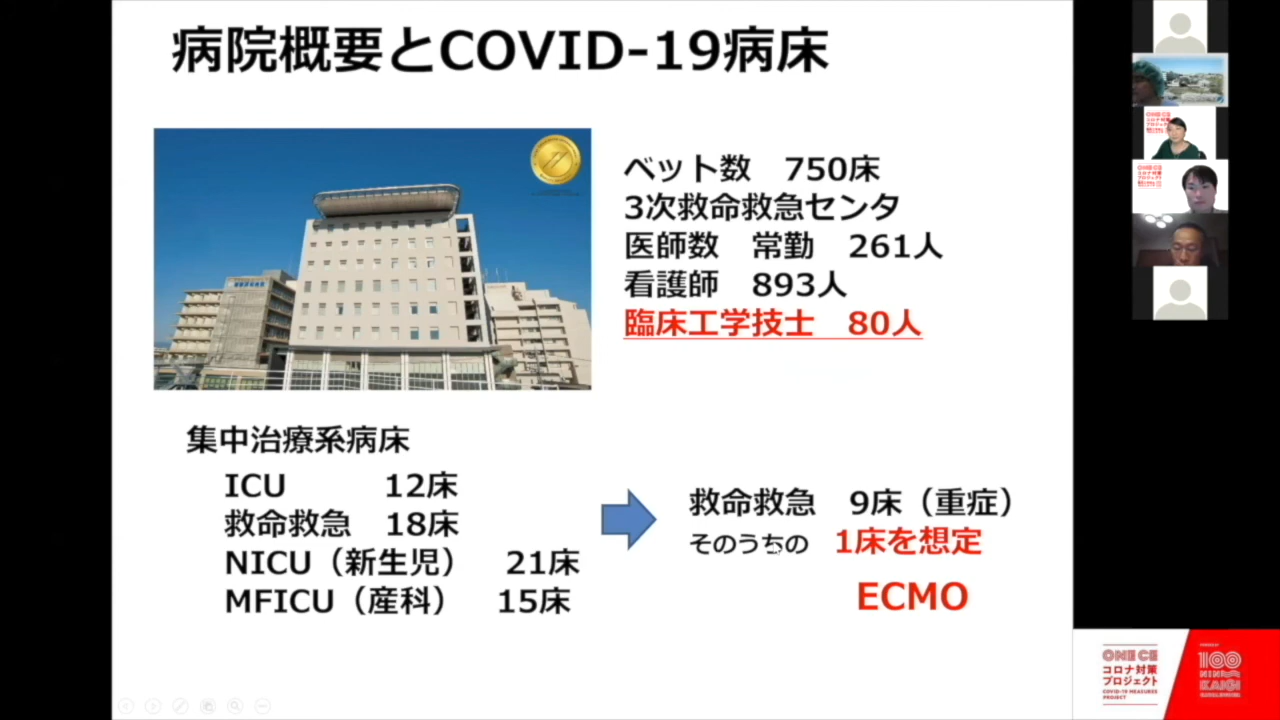 病院概要とCOVID-19病床
ベット数　750床
3次救命救急センタ
医師数　常勤　261人
看護師　893人
臨床工学技士　80人
集中治療系病床
ICU　12床
救命救急　18床
NICU（新生児）　21床
MFICU（産科）　15床
救命救急　9床（重症）
そのうちの　1床を想定
ECMO
ONE CE
コロナ対策
プロジェクト
COVID-19 MEASURES
PROJECT
100
NIN
KAIGI